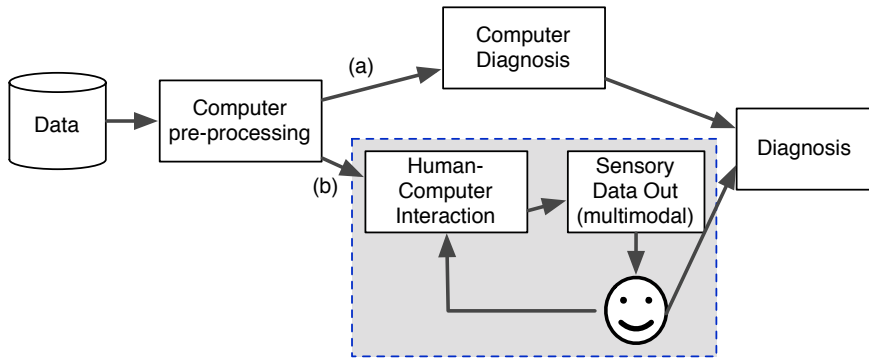 Data
Computer
pre-processing
(a)
Computer
Diagnosis
(b)
Human-
Computer
Interaction
Sensory
Data Out
(multimodal)
Diagnosis